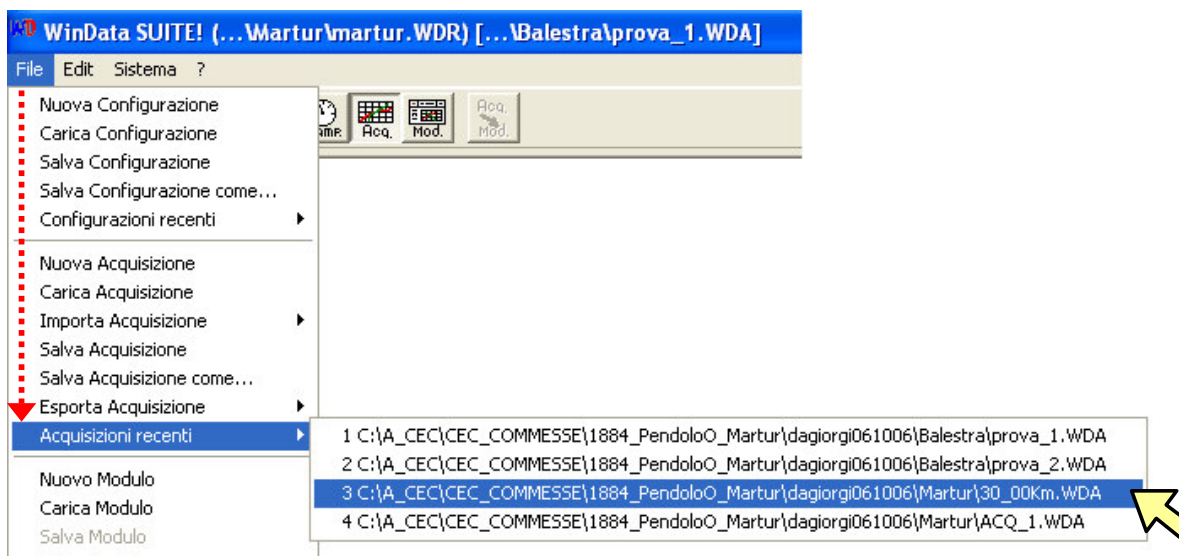 WinData SUITE! (...\Martur\martur.WDR) [...\Balestra\prova_1.WDA]
File Edit Sistema ?
Acq. Mod. Acq. Mod.
Nuova Configurazione
Carica Configurazione
Salva Configurazione
Salva Configurazione come...
Configurazioni recenti
Nuova Acquisizione
Carica Acquisizione
Importa Acquisizione
Salva Acquisizione
Salva Acquisizione come...
Esporta Acquisizione
Acquisizioni recenti
1 C:\A_CEC\CEC_COMMESSE\1884_PendoloO_Martur\dagiorgi061006\Balestra\prova_1.WDA
2 C:\A_CEC\CEC_COMMESSE\1884_PendoloO_Martur\dagiorgi061006\Balestra\prova_2.WDA
3 C:\A_CEC\CEC_COMMESSE\1884_PendoloO_Martur\dagiorgi061006\Martur\30_00Km.WDA
4 C:\A_CEC\CEC_COMMESSE\1884_PendoloO_Martur\dagiorgi061006\Martur\ACQ_1.WDA
Nuovo Modulo
Carica Modulo
Salva Modulo